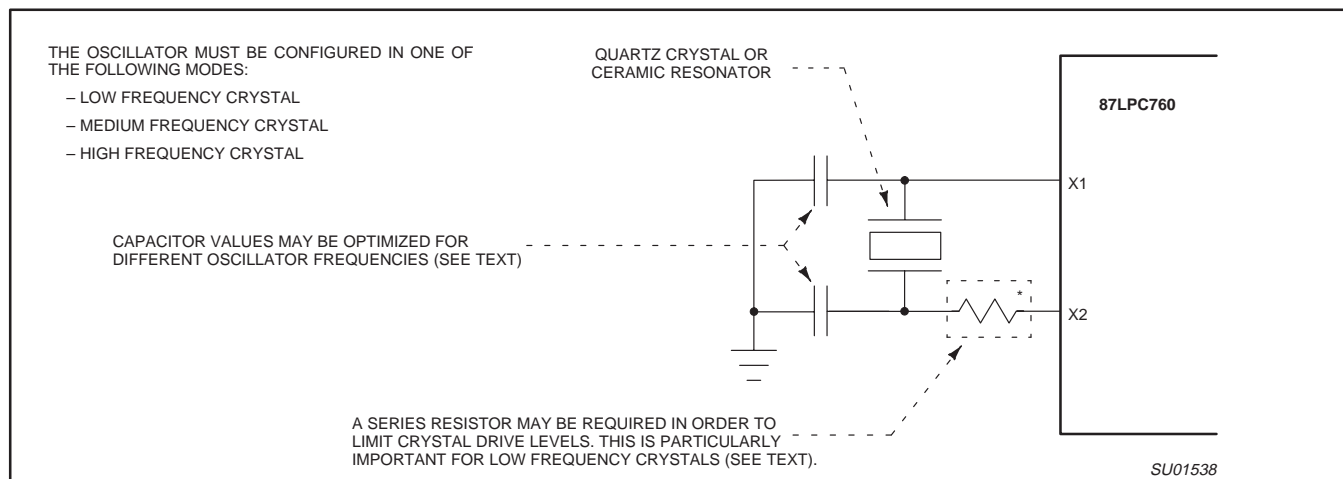 THE OSCILLATOR MUST BE CONFIGURED IN ONE OF
THE FOLLOWING MODES:
– LOW FREQUENCY CRYSTAL
– MEDIUM FREQUENCY CRYSTAL
– HIGH FREQUENCY CRYSTAL
QUARTZ CRYSTAL OR
CERAMIC RESONATOR
87LPC760
X1
CAPACITOR VALUES MAY BE OPTIMIZED FOR
DIFFERENT OSCILLATOR FREQUENCIES (SEE TEXT)
*
X2
A SERIES RESISTOR MAY BE REQUIRED IN ORDER TO
LIMIT CRYSTAL DRIVE LEVELS. THIS IS PARTICULARLY
IMPORTANT FOR LOW FREQUENCY CRYSTALS (SEE TEXT).
SU01538